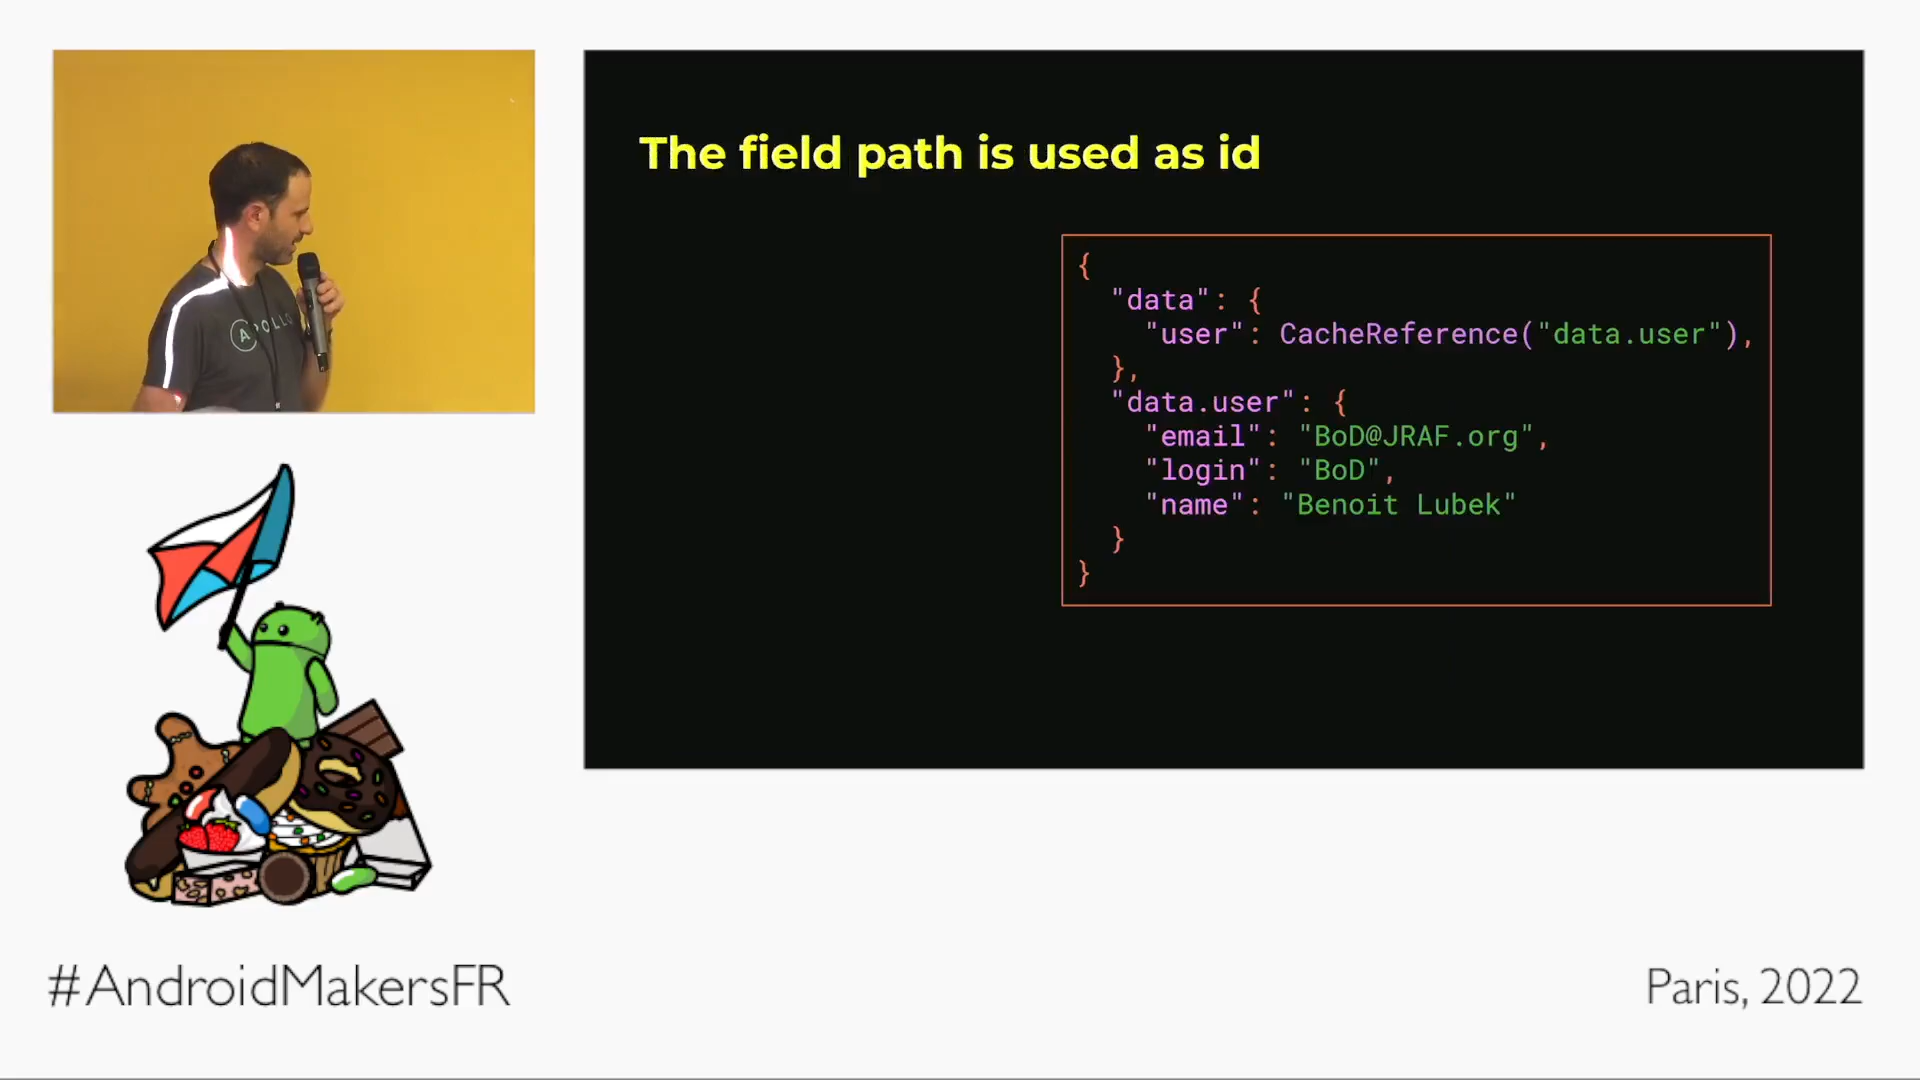 APOLLO
The field path is used as id
{
"data": {
"user": CacheReference("data.user"),
},
"data.user": {
"email": "BoD@JRAF.org",
"login": "BoD",
"name": "Benoit Lubek"
}
}
#AndroidMakersFR
Paris, 2022